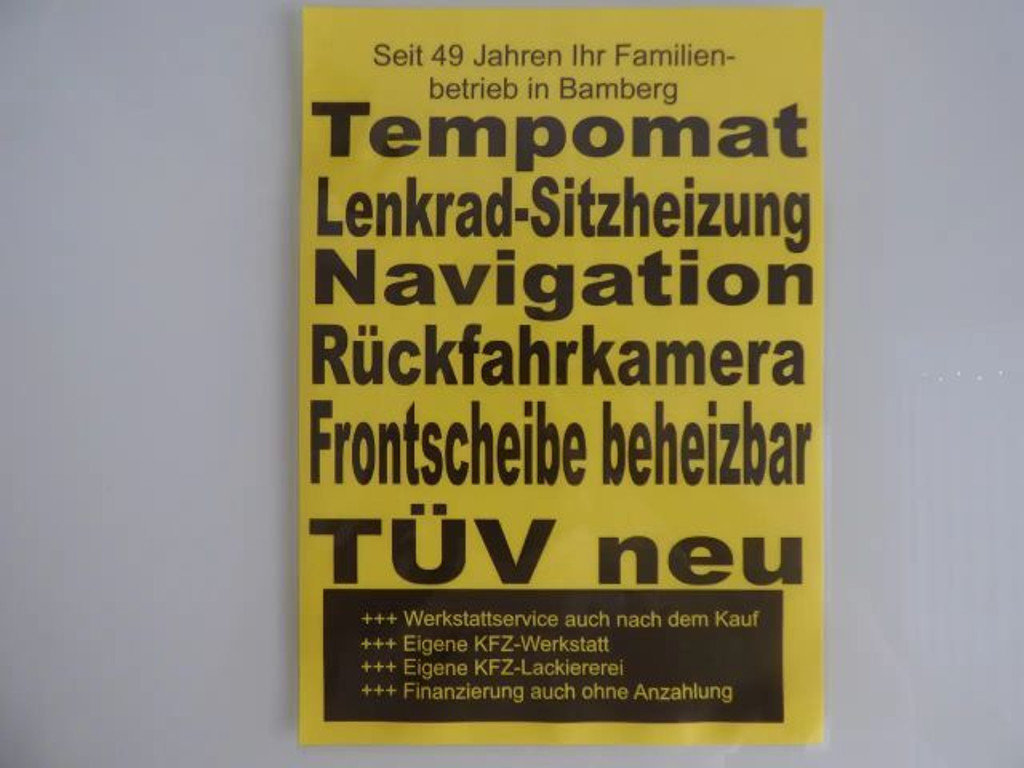 Seit 49 Jahren Ihr Familien-
betrieb in Bamberg
Tempomat
Lenkrad-Sitzheizung
Navigation
Rückfahrkamera
Frontscheibe beheizbar
TÜV neu
+++ Werkstattservice auch nach dem Kauf
+++ Eigene KFZ-Werkstatt
+++ Eigene KFZ-Lackiererei
+++ Finanzierung auch ohne Anzahlung